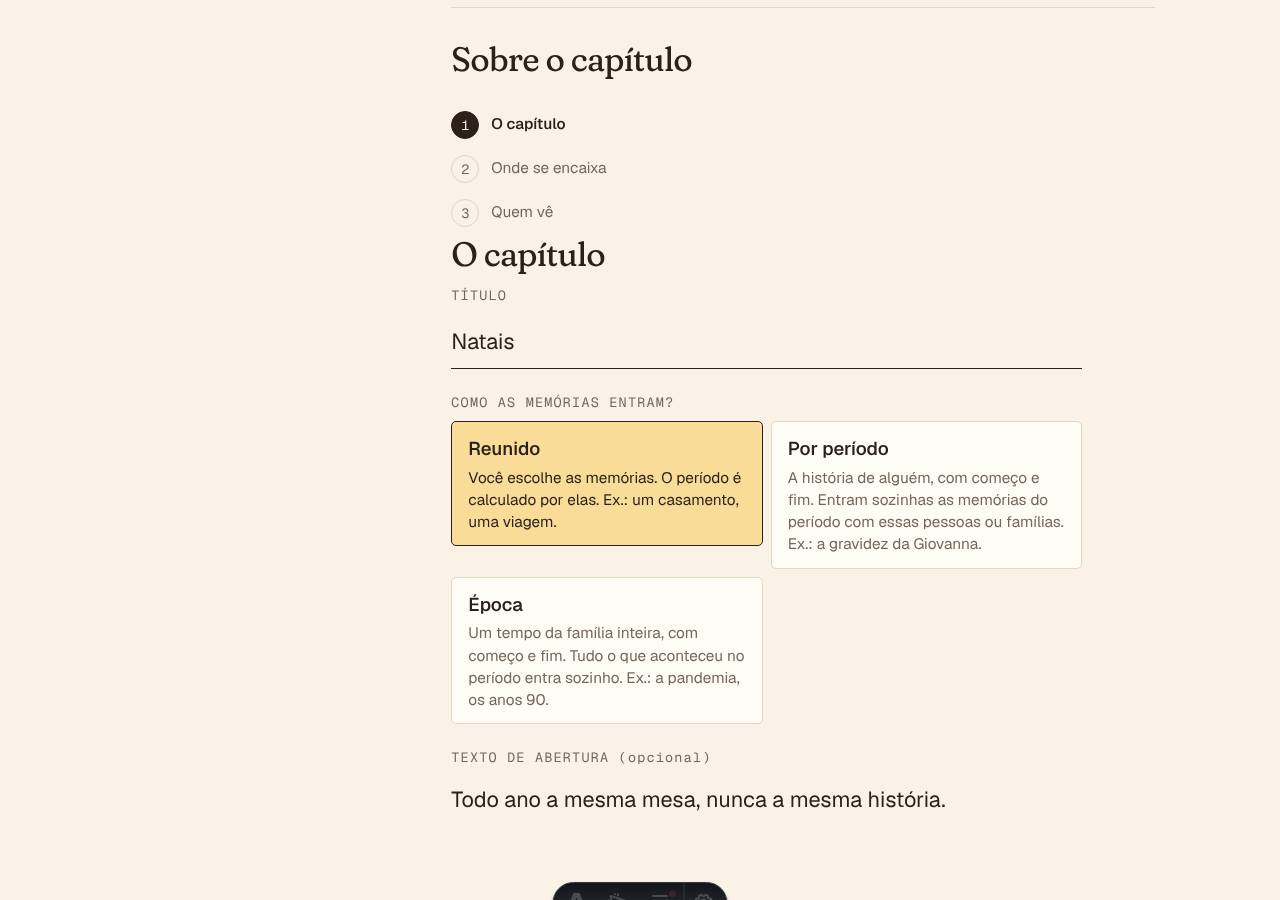 Sobre o capítulo
1 O capítulo
2 Onde se encaixa
3 Quem vê
O capítulo
TÍTULO
Natais
COMO AS MEMÓRIAS ENTRAM?
Reunido
Você escolhe as memórias. O período é
calculado por elas. Ex.: um casamento,
uma viagem.
Por período
A história de alguém, com começo e
fim. Entram sozinhas as memórias do
período com essas pessoas ou famílias.
Ex.: a gravidez da Giovanna.
Época
Um tempo da família inteira, com
começo e fim. Tudo o que aconteceu no
período entra sozinho. Ex.: a pandemia,
os anos 90.
TEXTO DE ABERTURA (opcional)
Todo ano a mesma mesa, nunca a mesma história.